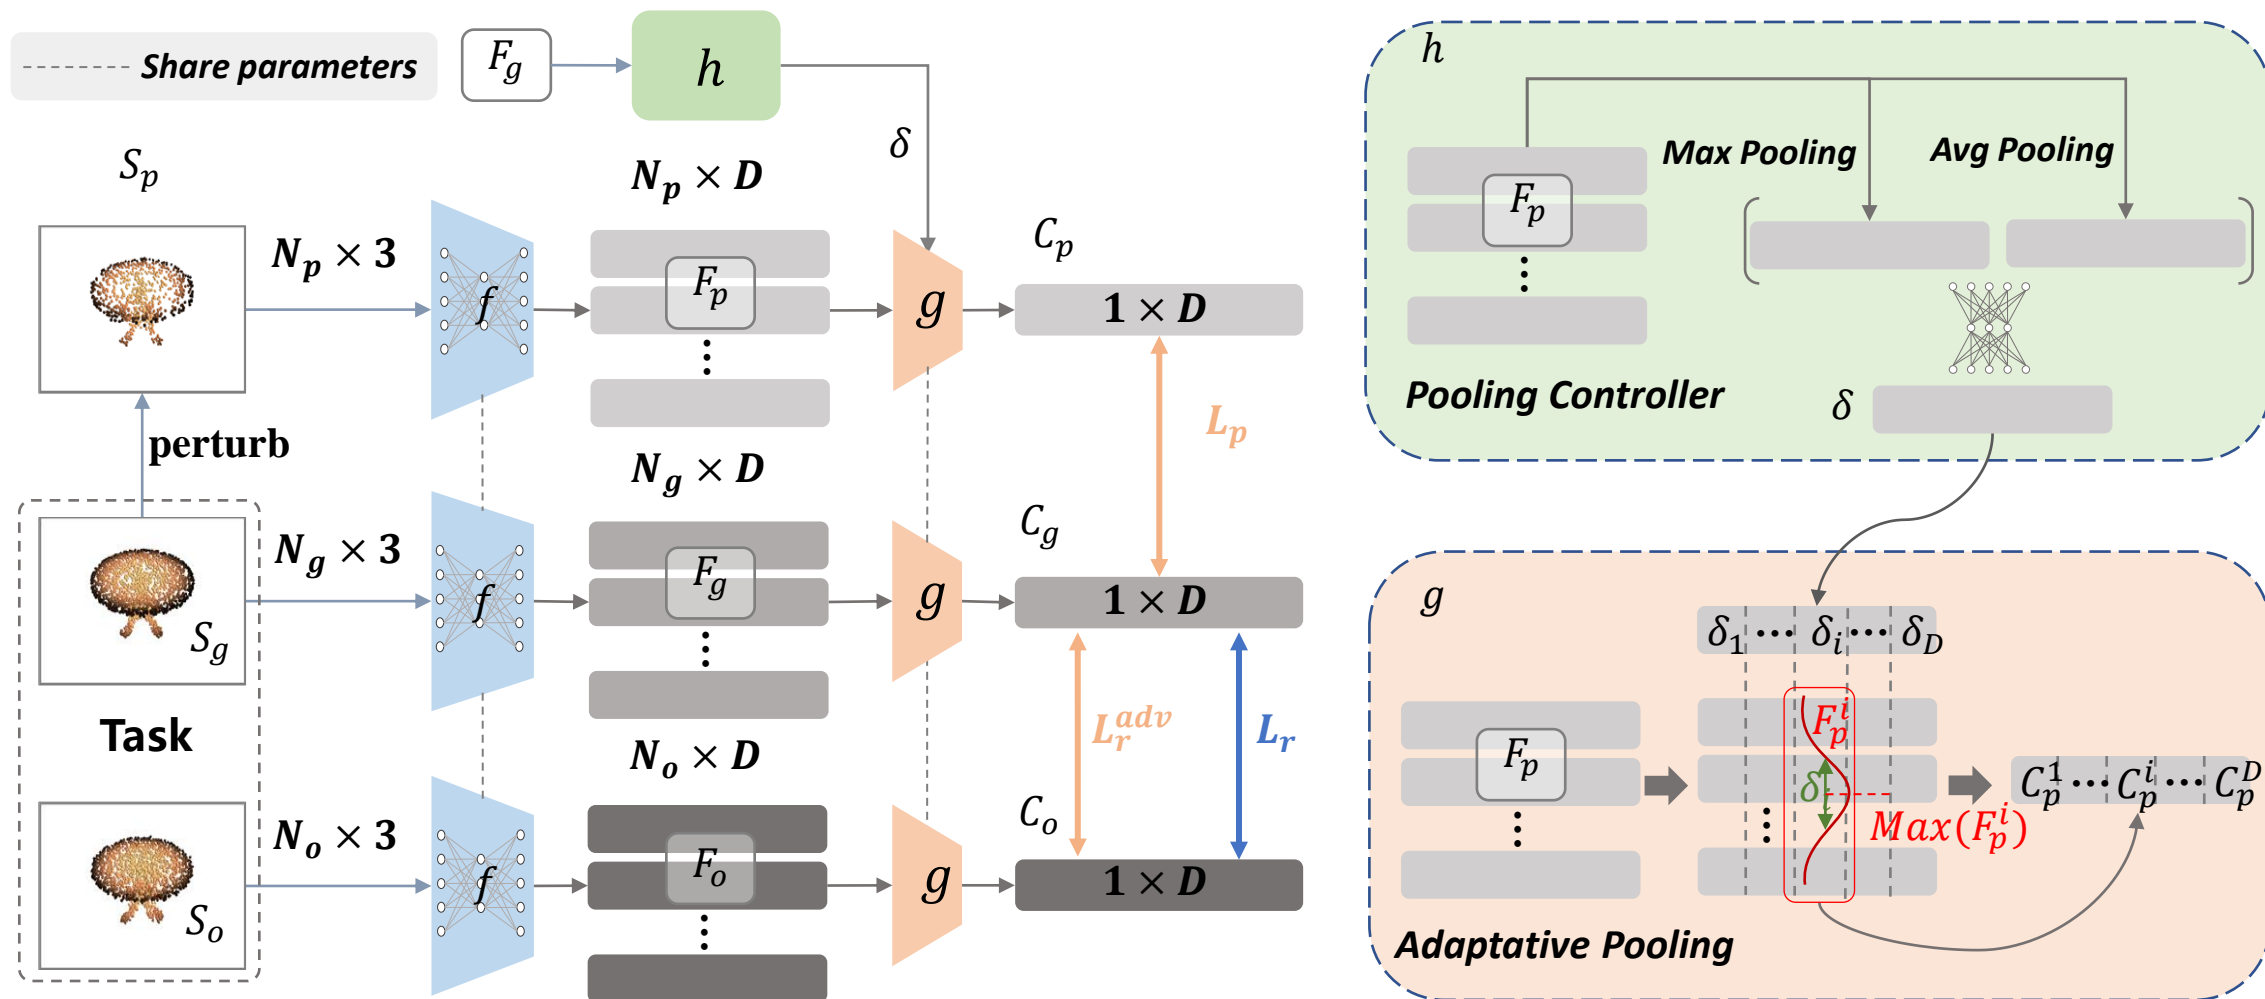 Share parameters
F_g
h
δ
S_p
N_p × D
N_p × 3
f
F_p
g
C_p
1 × D
L_p
perturb
N_g × D
N_g × 3
S_g
f
F_g
g
C_g
1 × D
Task
L_r^{adv}
L_r
N_o × D
N_o × 3
S_o
f
F_o
g
C_o
1 × D
h
Max Pooling
Avg Pooling
F_p
Pooling Controller
δ
g
δ_1 ··· δ_i ··· δ_D
F_p
F_p^i
δ_i
Max(F_p^i)
C_p^1 ··· C_p^i ··· C_p^D
Adaptative Pooling